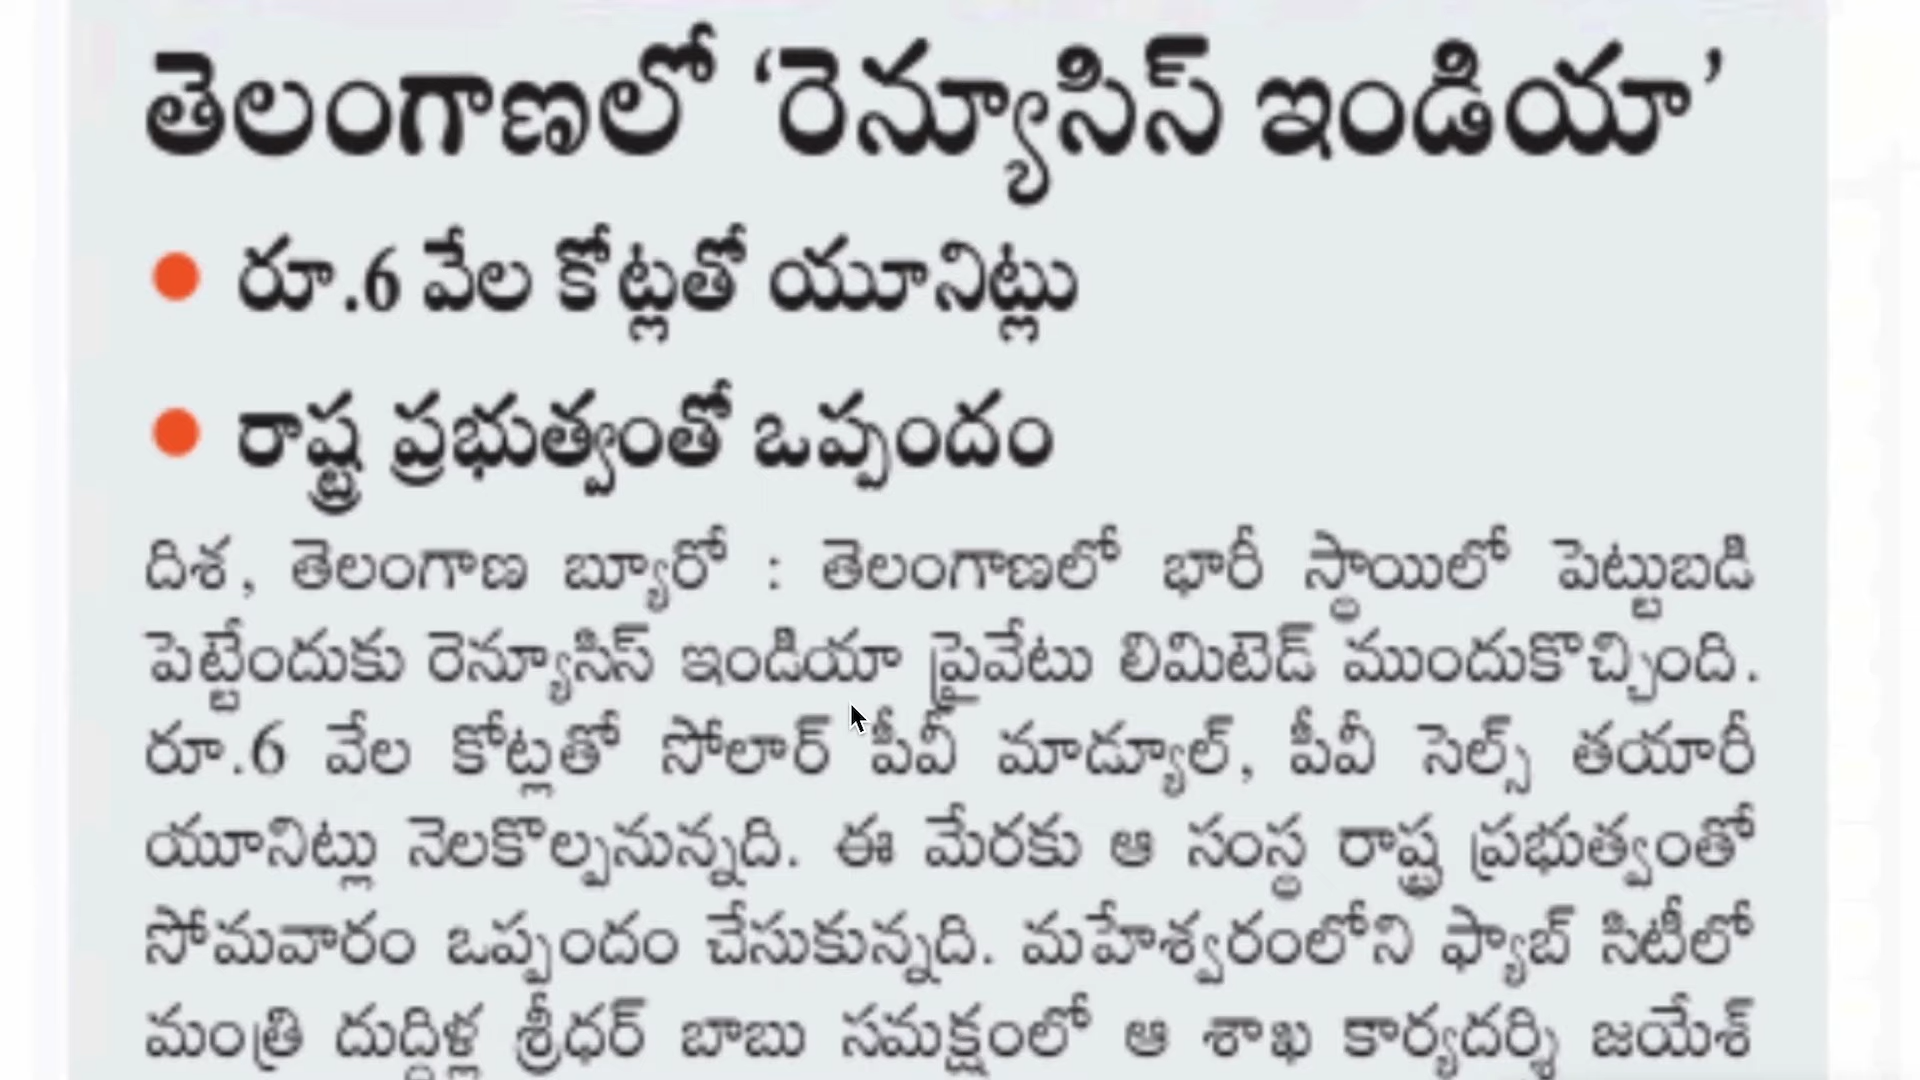 తెలంగాణలో ‘రెన్యూసిస్ ఇండియా’
రూ.6 వేల కోట్లతో యూనిట్లు
రాష్ట్ర ప్రభుత్వంతో ఒప్పందం
దిశ, తెలంగాణ బ్యూరో : తెలంగాణలో భారీ స్థాయిలో పెట్టుబడి
పెట్టేందుకు రెన్యూసిస్ ఇండియా ప్రైవేటు లిమిటెడ్ ముందుకొచ్చింది.
రూ.6 వేల కోట్లతో సోలార్ పీవీ మాడ్యూల్, పీవీ సెల్స్ తయారీ
యూనిట్లు నెలకొల్పనున్నది. ఈ మేరకు ఆ సంస్థ రాష్ట్ర ప్రభుత్వంతో
సోమవారం ఒప్పందం చేసుకున్నది. మహేశ్వరంలోని ఫ్యాబ్ సిటీలో
మంత్రి దుద్దిళ్ల శ్రీధర్ బాబు సమక్షంలో ఆ శాఖ కార్యదర్శి జయేశ్